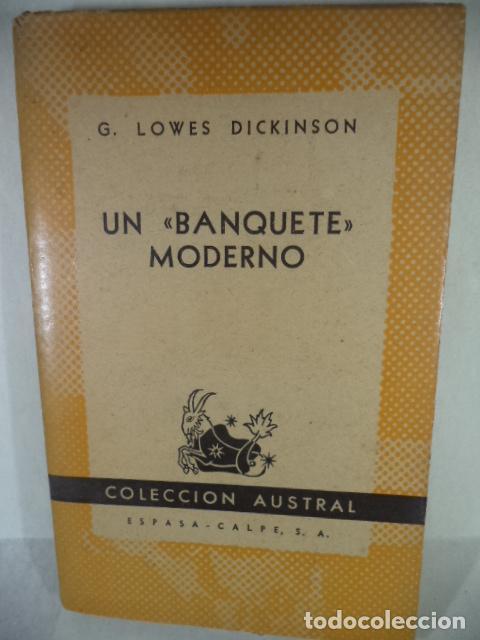 G. LOWES DICKINSON
UN «BANQUETE»
MODERNO
COLECCION AUSTRAL
ESPASA-CALPE, S. A.
todocoleccion